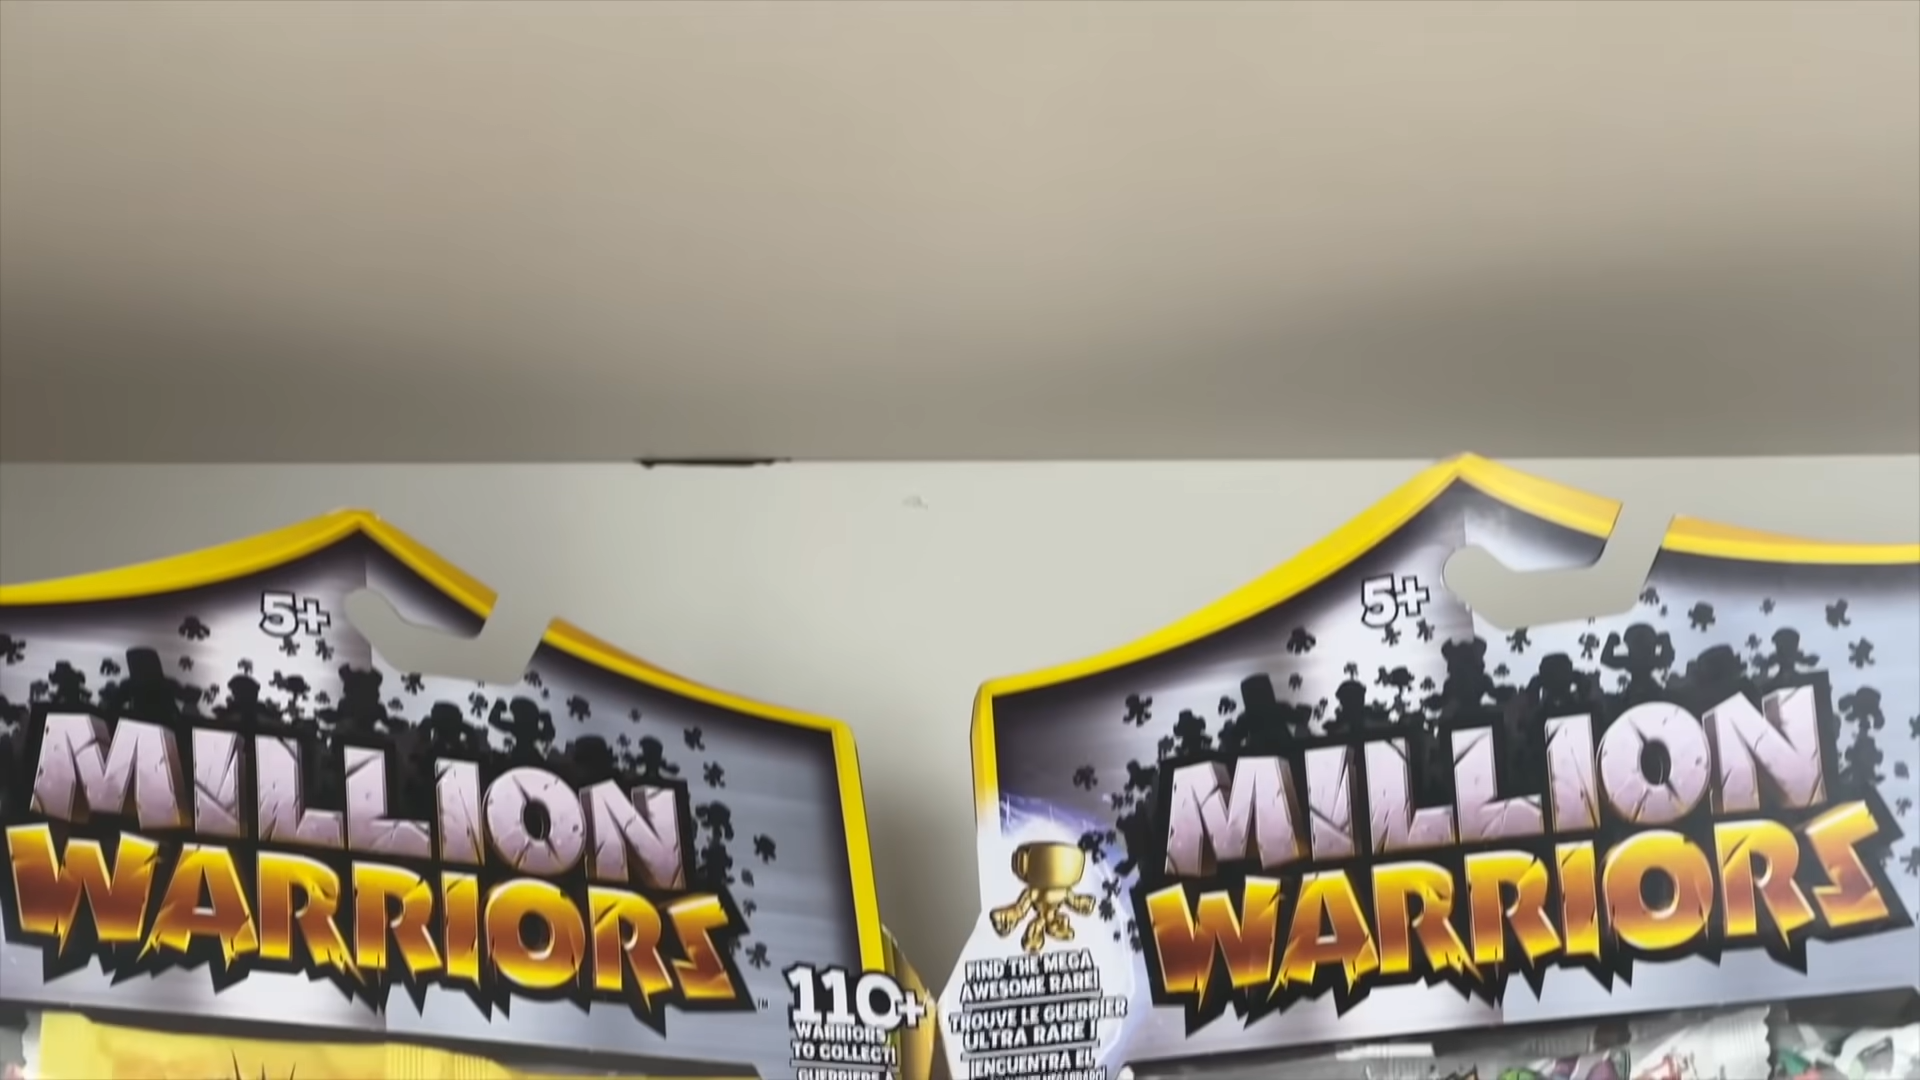 5+
MILLION
WARRIORS
™
110+
WARRIORS
TO COLLECT!
5+
MILLION
WARRIORS
FIND THE MEGA
AWESOME RARE!
TROUVE LE GUERRIER
ULTRA RARE !
¡ENCUENTRA EL